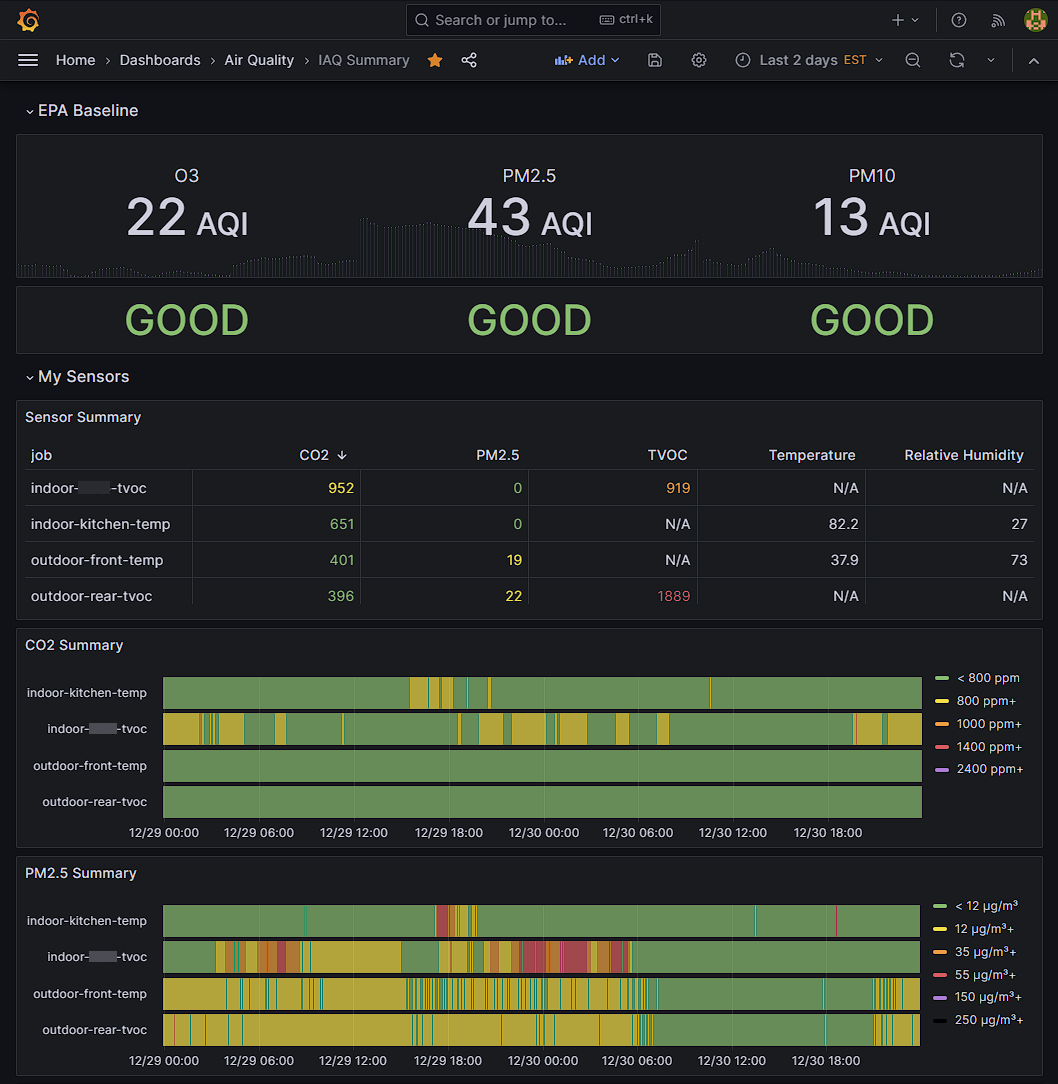 Search or jump to... ctrl+k
Home › Dashboards › Air Quality › IAQ Summary Add Last 2 days EST
EPA Baseline
O3 PM2.5 PM10
22 AQI 43 AQI 13 AQI
GOOD GOOD GOOD
My Sensors
Sensor Summary
job CO2 ↓ PM2.5 TVOC Temperature Relative Humidity
indoor- -tvoc 952 0 919 N/A N/A
indoor-kitchen-temp 651 0 N/A 82.2 27
outdoor-front-temp 401 19 N/A 37.9 73
outdoor-rear-tvoc 396 22 1889 N/A N/A
CO2 Summary
indoor-kitchen-temp
indoor- -tvoc
outdoor-front-temp
outdoor-rear-tvoc
12/29 00:00 12/29 06:00 12/29 12:00 12/29 18:00 12/30 00:00 12/30 06:00 12/30 12:00 12/30 18:00
< 800 ppm
800 ppm+
1000 ppm+
1400 ppm+
2400 ppm+
PM2.5 Summary
indoor-kitchen-temp
indoor- -tvoc
outdoor-front-temp
outdoor-rear-tvoc
12/29 00:00 12/29 06:00 12/29 12:00 12/29 18:00 12/30 00:00 12/30 06:00 12/30 12:00 12/30 18:00
< 12 µg/m³
12 µg/m³+
35 µg/m³+
55 µg/m³+
150 µg/m³+
250 µg/m³+